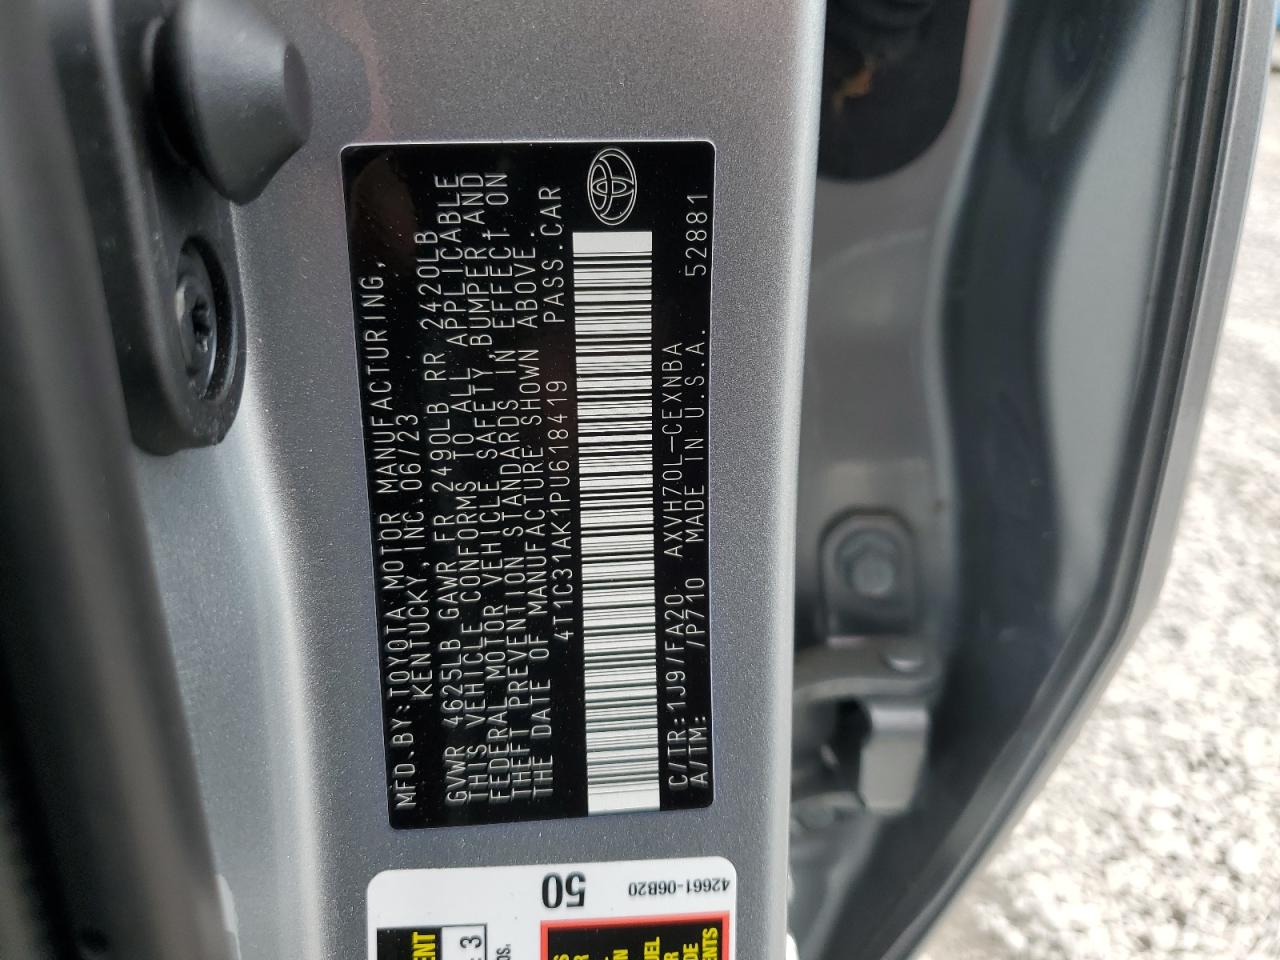 MFD.BY:TOYOTA MOTOR MANUFACTURING,
KENTUCKY, INC.06/23
GVWR 4625LB GAWR FR 2490LB RR 2420LB
THIS VEHICLE CONFORMS TO ALL APPLICABLE
FEDERAL MOTOR VEHICLE SAFETY,BUMPER,AND
THEFT PREVENTION STANDARDS IN EFFECT ON
THE DATE OF MANUFACTURE SHOWN ABOVE.
4T1C31AK1PU618419 PASS.CAR
C/TR:1J9/FA20 AXVH70L-CEXNBA
A/TM: /P710 MADE IN U.S.A. 52881
50
42661-06B20
ENT
3